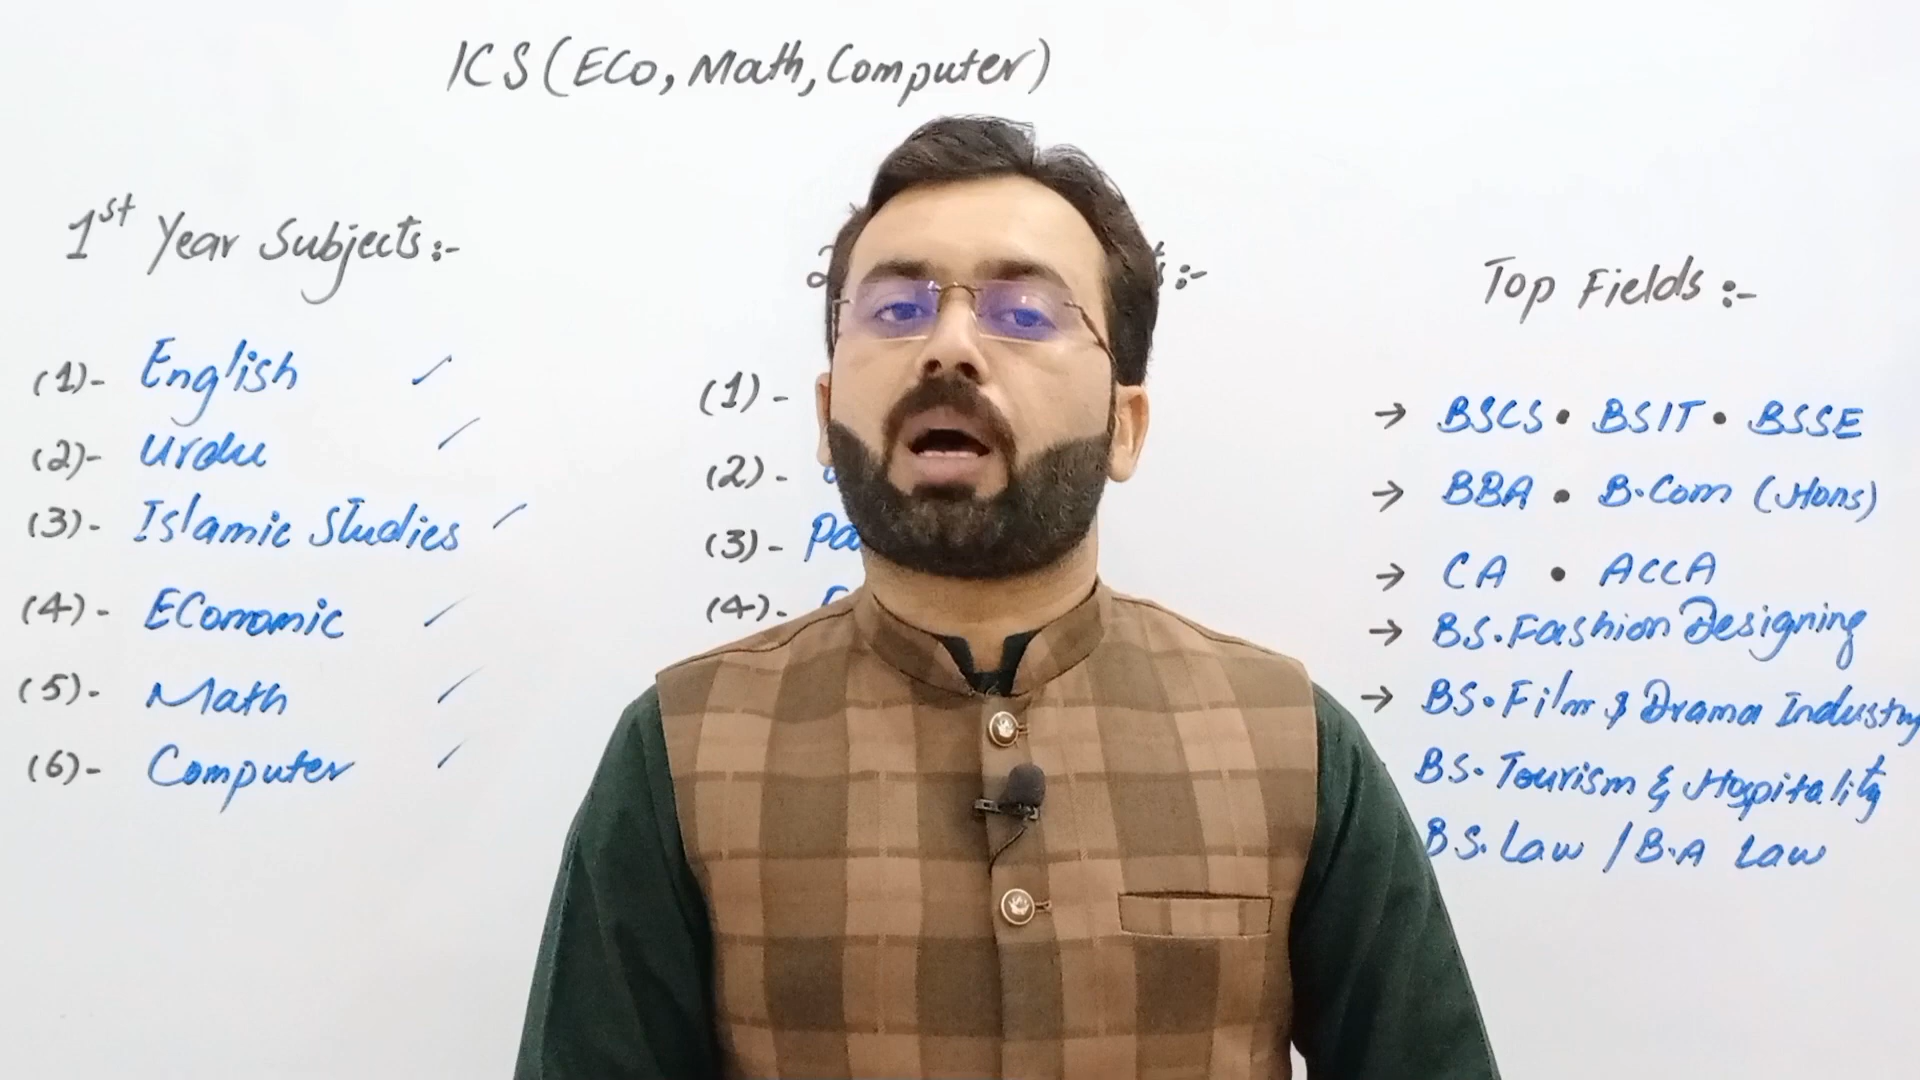 ICS (ECo, Math, Computer)
1st Year Subjects:-
(1)- English
(2)- Urdu
(3)- Islamic Studies
(4)- Economic
(5)- Math
(6)- Computer
:-
(1)-
(2)-
(3)-
(4)-
Top Fields :-
→ BSCS • BSIT • BSSE
→ BBA • B.Com (Hons)
→ CA • ACCA
→ BS.Fashion Designing
→ BS.Film & Drama Industry
BS.Tourism & Hospitality
BS.Law / B.A Law